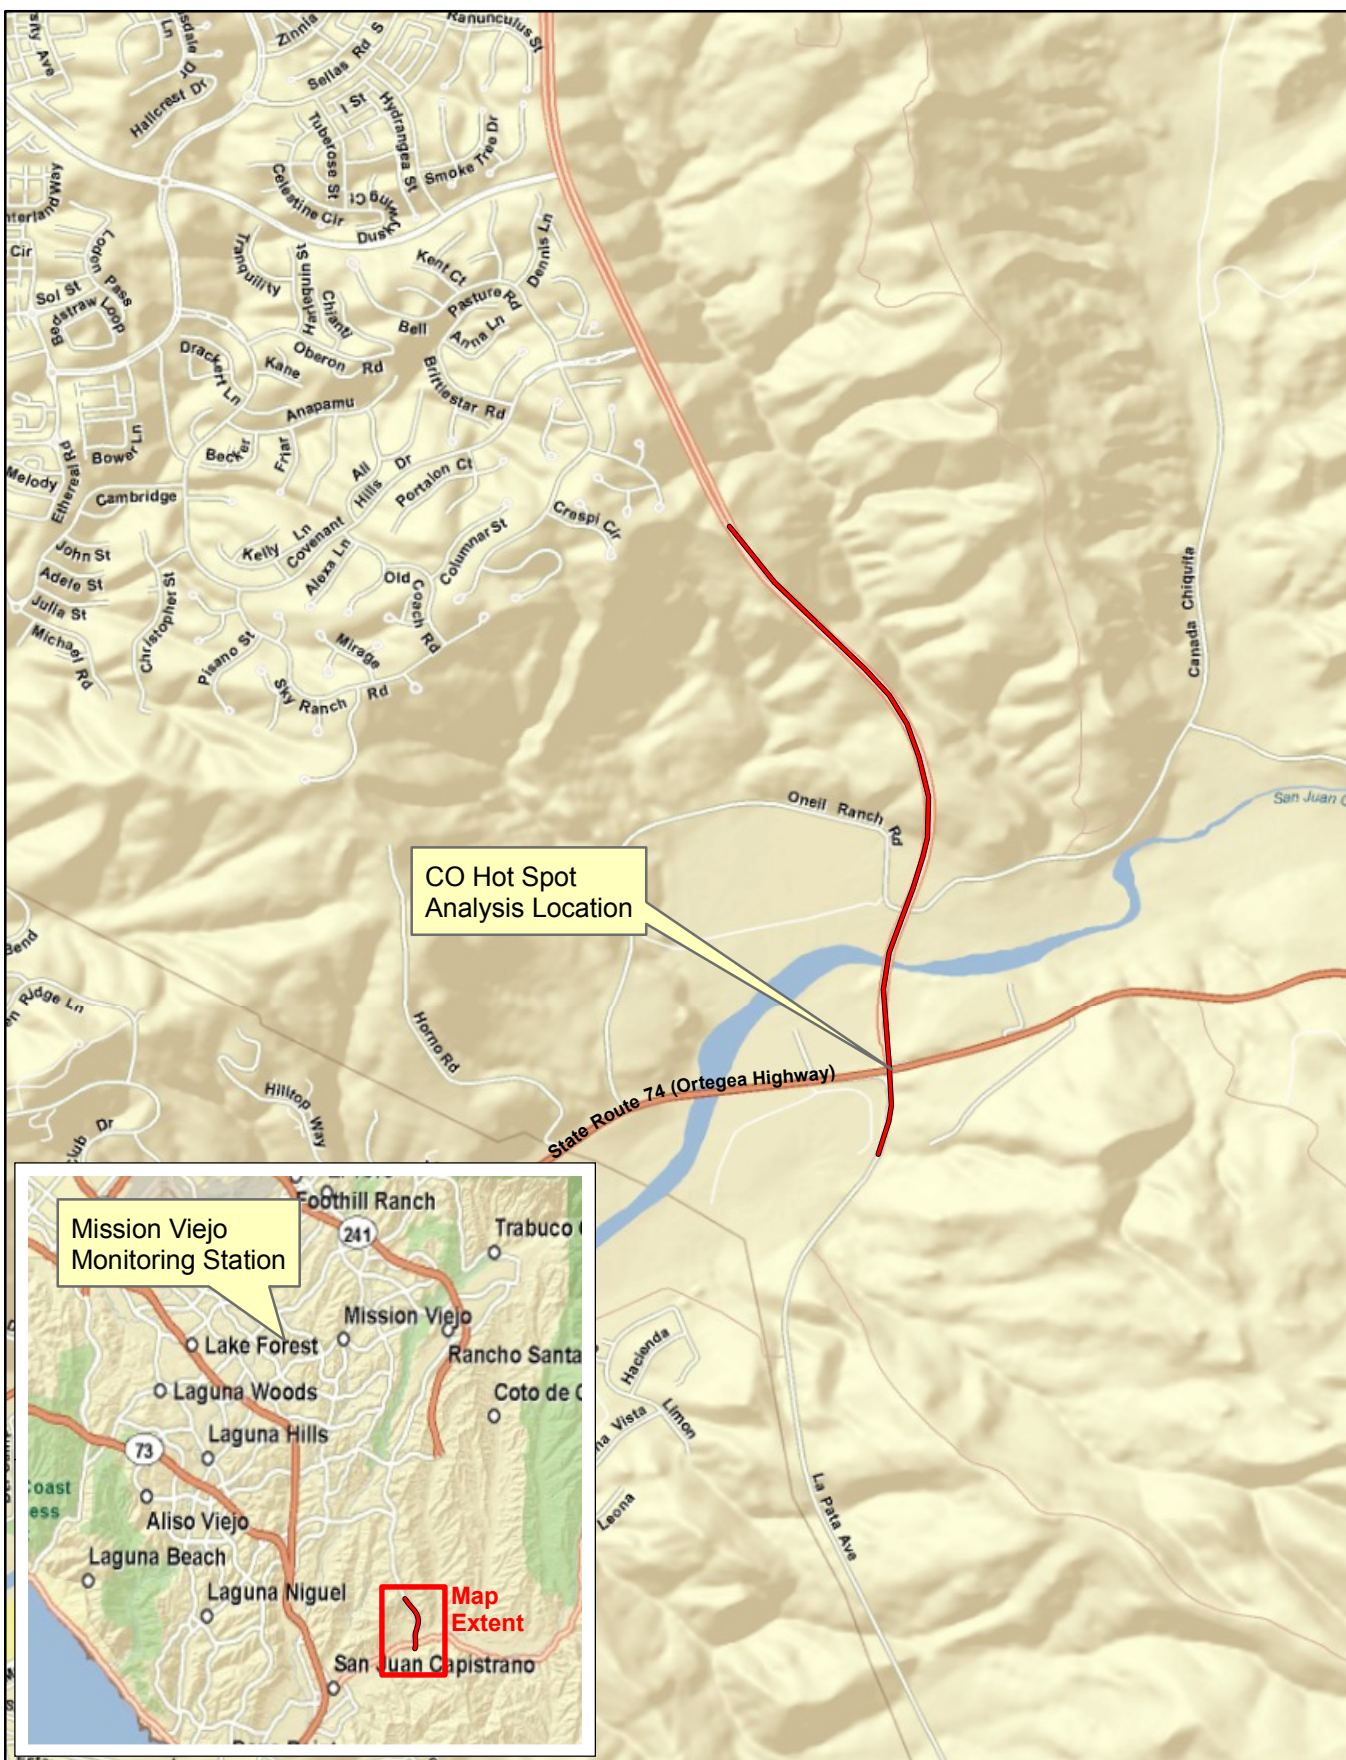 Ranunculus St
Zinnia
Sellas Rd S
Hallcrest Dr
Ln
I St
Hydrangea St
Tuberose St
Smoke Tree Dr
Celestine Cir
Ct
Dusk
Dennis Ln
Cir
Loden Pass
Tranquility
Harlequin St
Kent Ct
Sol St
Pasture Rd
Bedstraw Loop
Chianti
Bell
Anna Ln
Drackert Ln
Oberon Rd
Kane
Brittlestar Rd
Anapamu
Bower Ln
Becker
Friar
Ethereal Rd
Melody
All
Hills Dr
Portalon Ct
Cambridge
Crespi Cir
Kelly Ln
Covenant
Columnar St
John St
Alexa Ln
Old
Coach Rd
Adele St
Christopher St
Julia St
Michael Rd
Pisano St
Mirage
Sky Ranch Rd
Canada Chiquita
Oneil Ranch Rd
San Juan C
CO Hot Spot
Analysis Location
Bend
Ridge Ln
Horno Rd
Hilltop Way
State Route 74 (Ortegea Highway)
Dr
Mission Viejo
Monitoring Station
Foothill Ranch
241
Trabuco
Mission Viejo
Lake Forest
Rancho Santa
Laguna Woods
Coto de C
Laguna Hills
73
Coast
Aliso Viejo
Laguna Beach
Laguna Niguel
Map
Extent
San Juan Capistrano
Hacienda
Vista
Limon
Leona
La Pata Ave